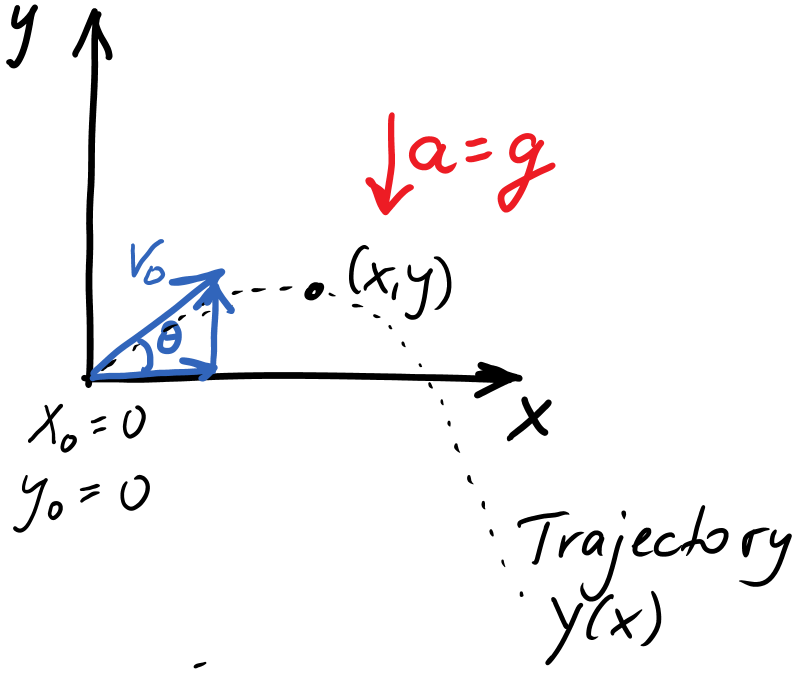 y
a = g
V₀
(x, y)
θ
x
x₀ = 0
y₀ = 0
Trajectory
y(x)